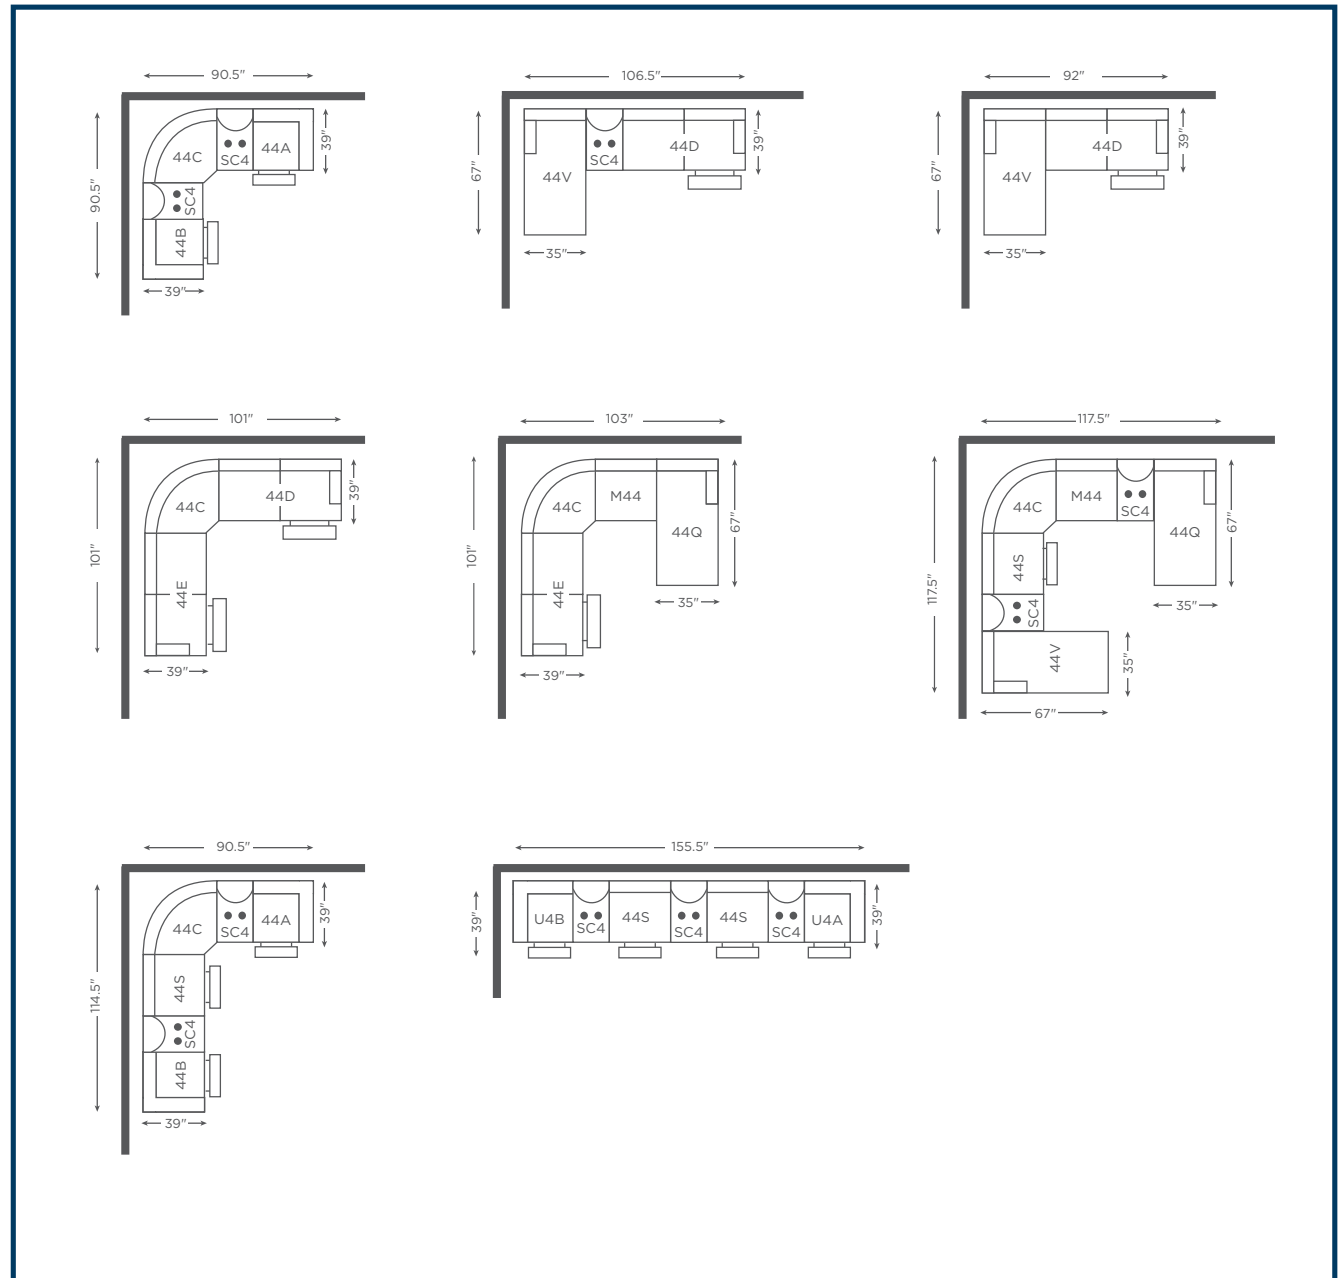 90.5"
90.5"
39"
44C
SC4
44A
SC4
44B
39"
106.5"
67"
39"
44V
SC4
44D
35"
92"
67"
39"
44V
44D
35"
101"
101"
39"
44C
44D
44E
39"
103"
101"
67"
44C
M44
44Q
44E
35"
39"
117.5"
117.5"
67"
44C
M44
SC4
44Q
44S
SC4
35"
44V
35"
67"
90.5"
114.5"
39"
44C
SC4
44A
44S
SC4
44B
39"
155.5"
39"
39"
U4B
SC4
44S
SC4
44S
SC4
U4A